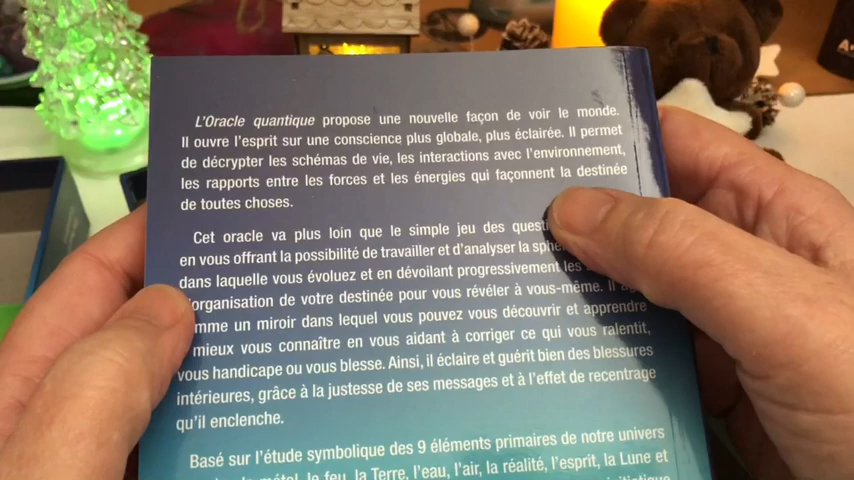 L'Oracle quantique propose une nouvelle façon de voir le monde.
Il ouvre l'esprit sur une conscience plus globale, plus éclairée. Il permet
de décrypter les schémas de vie, les interactions avec l'environnement,
les rapports entre les forces et les énergies qui façonnent la destinée
de toutes choses.
Cet oracle va plus loin que le simple jeu des
en vous offrant la possibilité de travailler et d'analyser la
dans laquelle vous évoluez et en dévoilant progressivement les
l'organisation de votre destinée pour vous révéler à vous-même. Il
comme un miroir dans lequel vous pouvez vous découvrir et apprendre
mieux vous connaître en vous aidant à corriger ce qui vous ralentit,
vous handicape ou vous blesse. Ainsi, il éclaire et guérit bien des blessures
intérieures, grâce à la justesse de ses messages et à l'effet de recentrage
qu'il enclenche.
Basé sur l'étude symbolique des 9 éléments primaires de notre univers
métal, le feu, la Terre, l'eau, l'air, la réalité, l'esprit, la Lune et